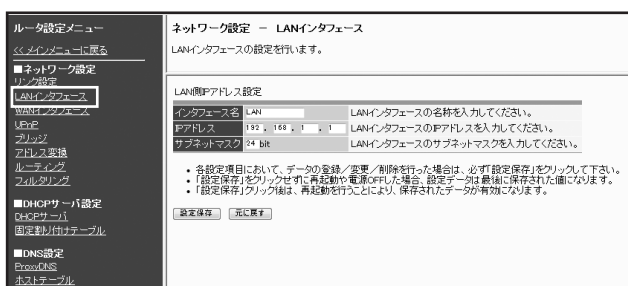 ルータ設定メニュー
<<メインメニューに戻る
■ネットワーク設定
リンク設定
LANインタフェース
WANインタフェース
UPnP
ブリッジ
アドレス変換
ルーティング
フィルタリング
■DHCPサーバ設定
DHCPサーバ
固定割り付けテーブル
■DNS設定
ProxyDNS
ホストテーブル
ネットワーク設定 － LANインタフェース
LANインタフェースの設定を行います。
LAN側IPアドレス設定
インタフェース名 LAN LANインタフェースの名称を入力してください。
IPアドレス 192 . 168 . 1 . 1 LANインタフェースのIPアドレスを入力してください。
サブネットマスク 24 bit LANインタフェースのサブネットマスクを入力してください。
• 各設定項目において、データの登録／変更／削除を行った場合は、必ず「設定保存」をクリックして下さい。
• 「設定保存」をクリックせずに再起動や電源OFFした場合、設定データは最後に保存された値になります。
• 「設定保存」クリック後は、再起動を行うことにより、保存されたデータが有効になります。
設定保存 元に戻す